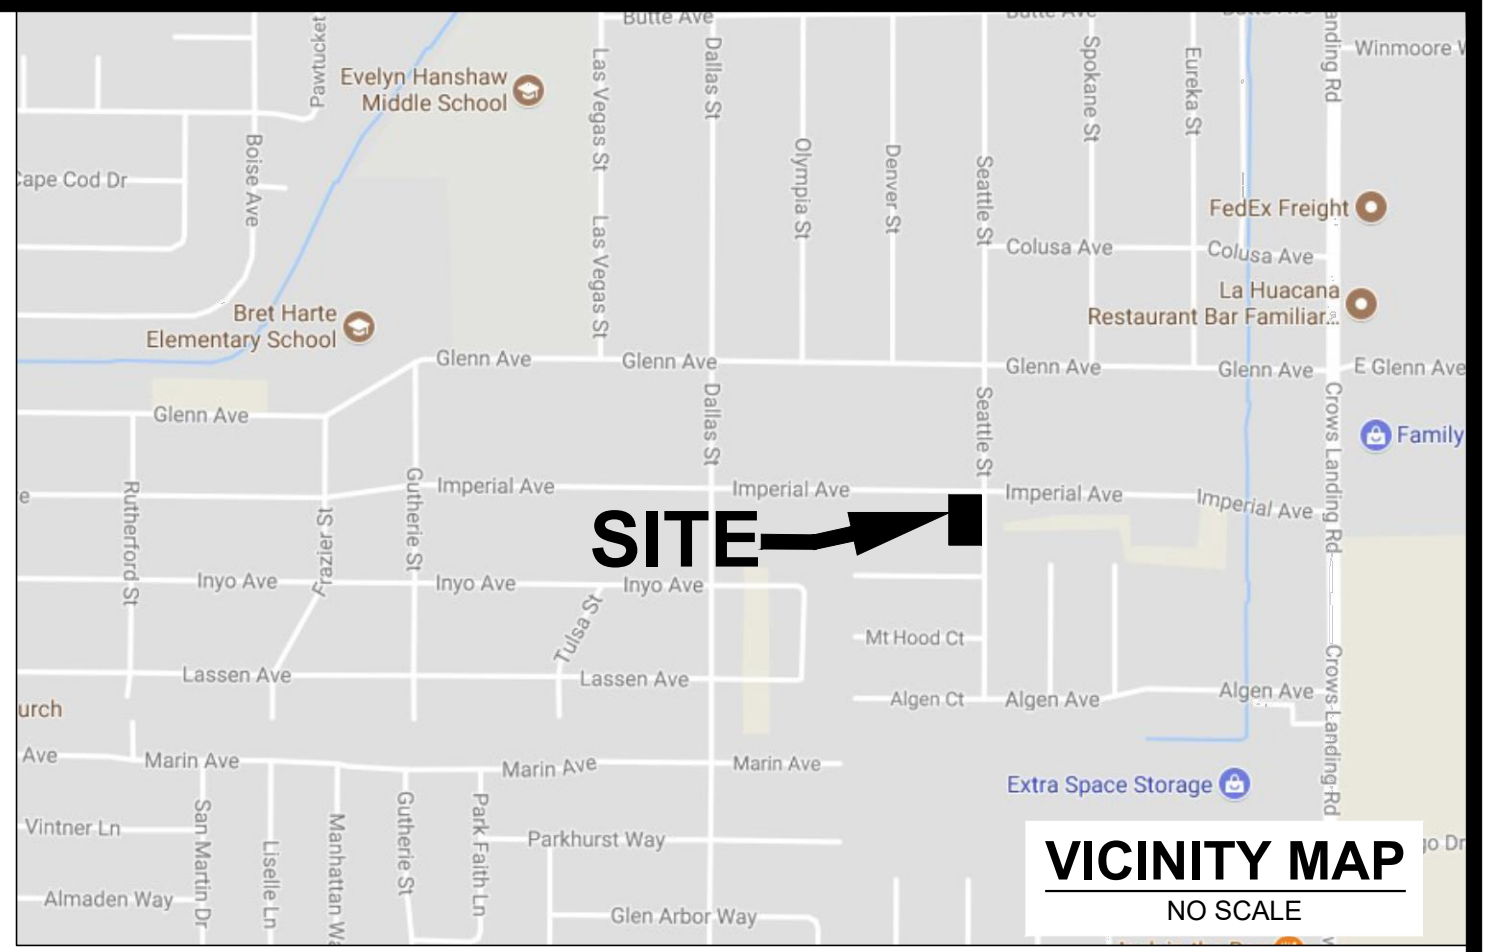 Butte Ave
Pawtucket
Evelyn Hanshaw
Middle School
Las Vegas St
Dallas St
Spokane St
Eureka St
anding Rd
Winmoore
Boise Ave
Cape Cod Dr
Olympia St
Denver St
Seattle St
FedEx Freight
Las Vegas St
Colusa Ave
Colusa Ave
La Huacana
Restaurant Bar Familiar...
Bret Harte
Elementary School
Glenn Ave
Glenn Ave
Glenn Ave
Glenn Ave
E Glenn Ave
Glenn Ave
Dallas St
Seattle St
Crows Landing Rd
Family
Rutherford St
Frazier St
Gutherie St
Imperial Ave
Imperial Ave
Imperial Ave
Imperial Ave
SITE
Inyo Ave
Inyo Ave
Inyo Ave
Tulsa St
Mt Hood Ct
Lassen Ave
Lassen Ave
Algen Ct
Algen Ave
Algen Ave
Crows Landing Rd
urch
Ave
Marin Ave
Marin Ave
Marin Ave
Extra Space Storage
San Martin Dr
Liselle Ln
Manhattan
Gutherie St
Park Faith Ln
Vintner Ln
Parkhurst Way
go Dr
VICINITY MAP
NO SCALE
Almaden Way
Glen Arbor Way